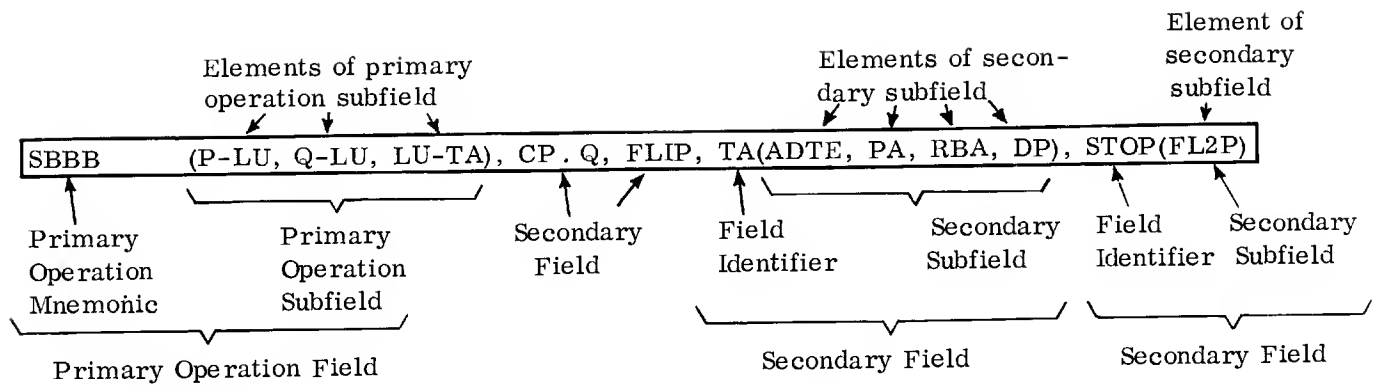 Elements of primary
operation subfield
Elements of secon-
dary subfield
Element of
secondary
subfield
SBBB (P-LU, Q-LU, LU-TA), CP . Q, FLIP, TA(ADTE, PA, RBA, DP), STOP(FL2P)
Primary
Operation
Mnemonic
Primary
Operation
Subfield
Secondary
Field
Field
Identifier
Secondary
Subfield
Field
Identifier
Secondary
Subfield
Primary Operation Field
Secondary Field
Secondary Field